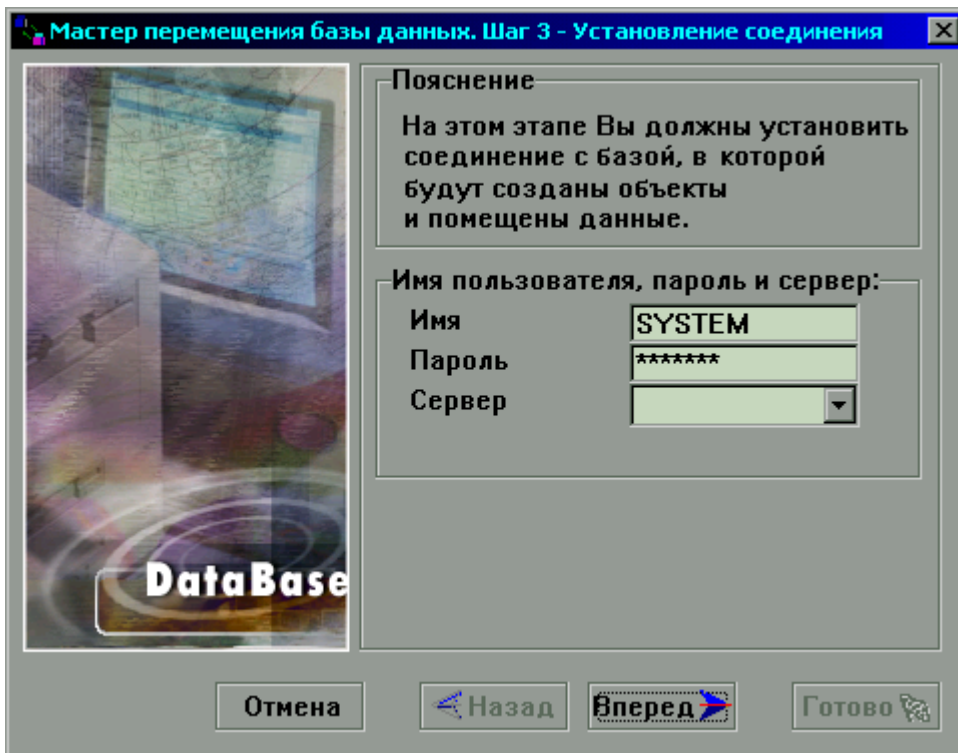 Мастер перемещения базы данных. Шаг 3 - Установление соединения
Пояснение
На этом этапе Вы должны установить
соединение с базой, в которой
будут созданы объекты
и помещены данные.
Имя пользователя, пароль и сервер:
Имя
SYSTEM
Пароль
*******
Сервер
DataBase
Отмена
Назад
Вперед
Готово